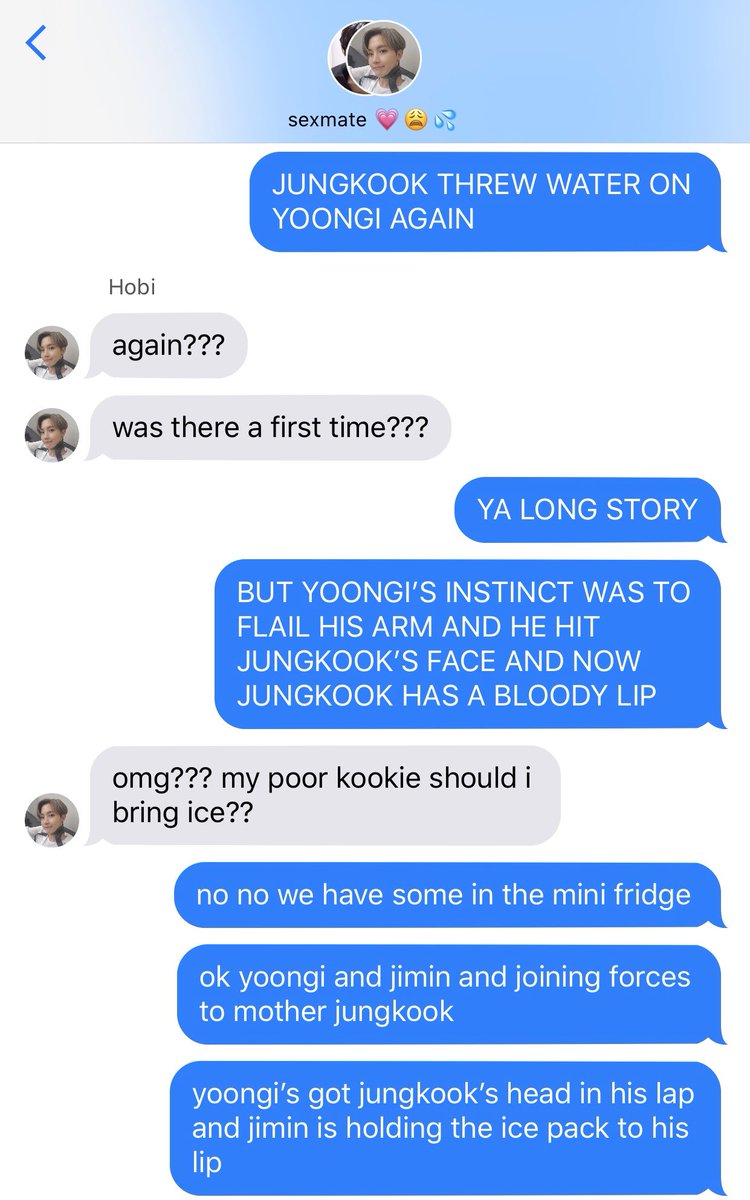 sexmate 💗😩💦
JUNGKOOK THREW WATER ON
YOONGI AGAIN
Hobi
again???
was there a first time???
YA LONG STORY
BUT YOONGI’S INSTINCT WAS TO
FLAIL HIS ARM AND HE HIT
JUNGKOOK’S FACE AND NOW
JUNGKOOK HAS A BLOODY LIP
omg??? my poor kookie should i
bring ice??
no no we have some in the mini fridge
ok yoongi and jimin and joining forces
to mother jungkook
yoongi’s got jungkook’s head in his lap
and jimin is holding the ice pack to his
lip